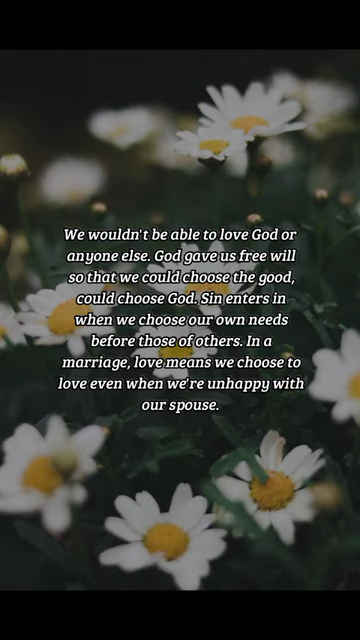 We wouldn't be able to love God or
anyone else. God gave us free will
so that we could choose the good,
could choose God. Sin enters in
when we choose our own needs
before those of others. In a
marriage, love means we choose to
love even when we're unhappy with
our spouse.